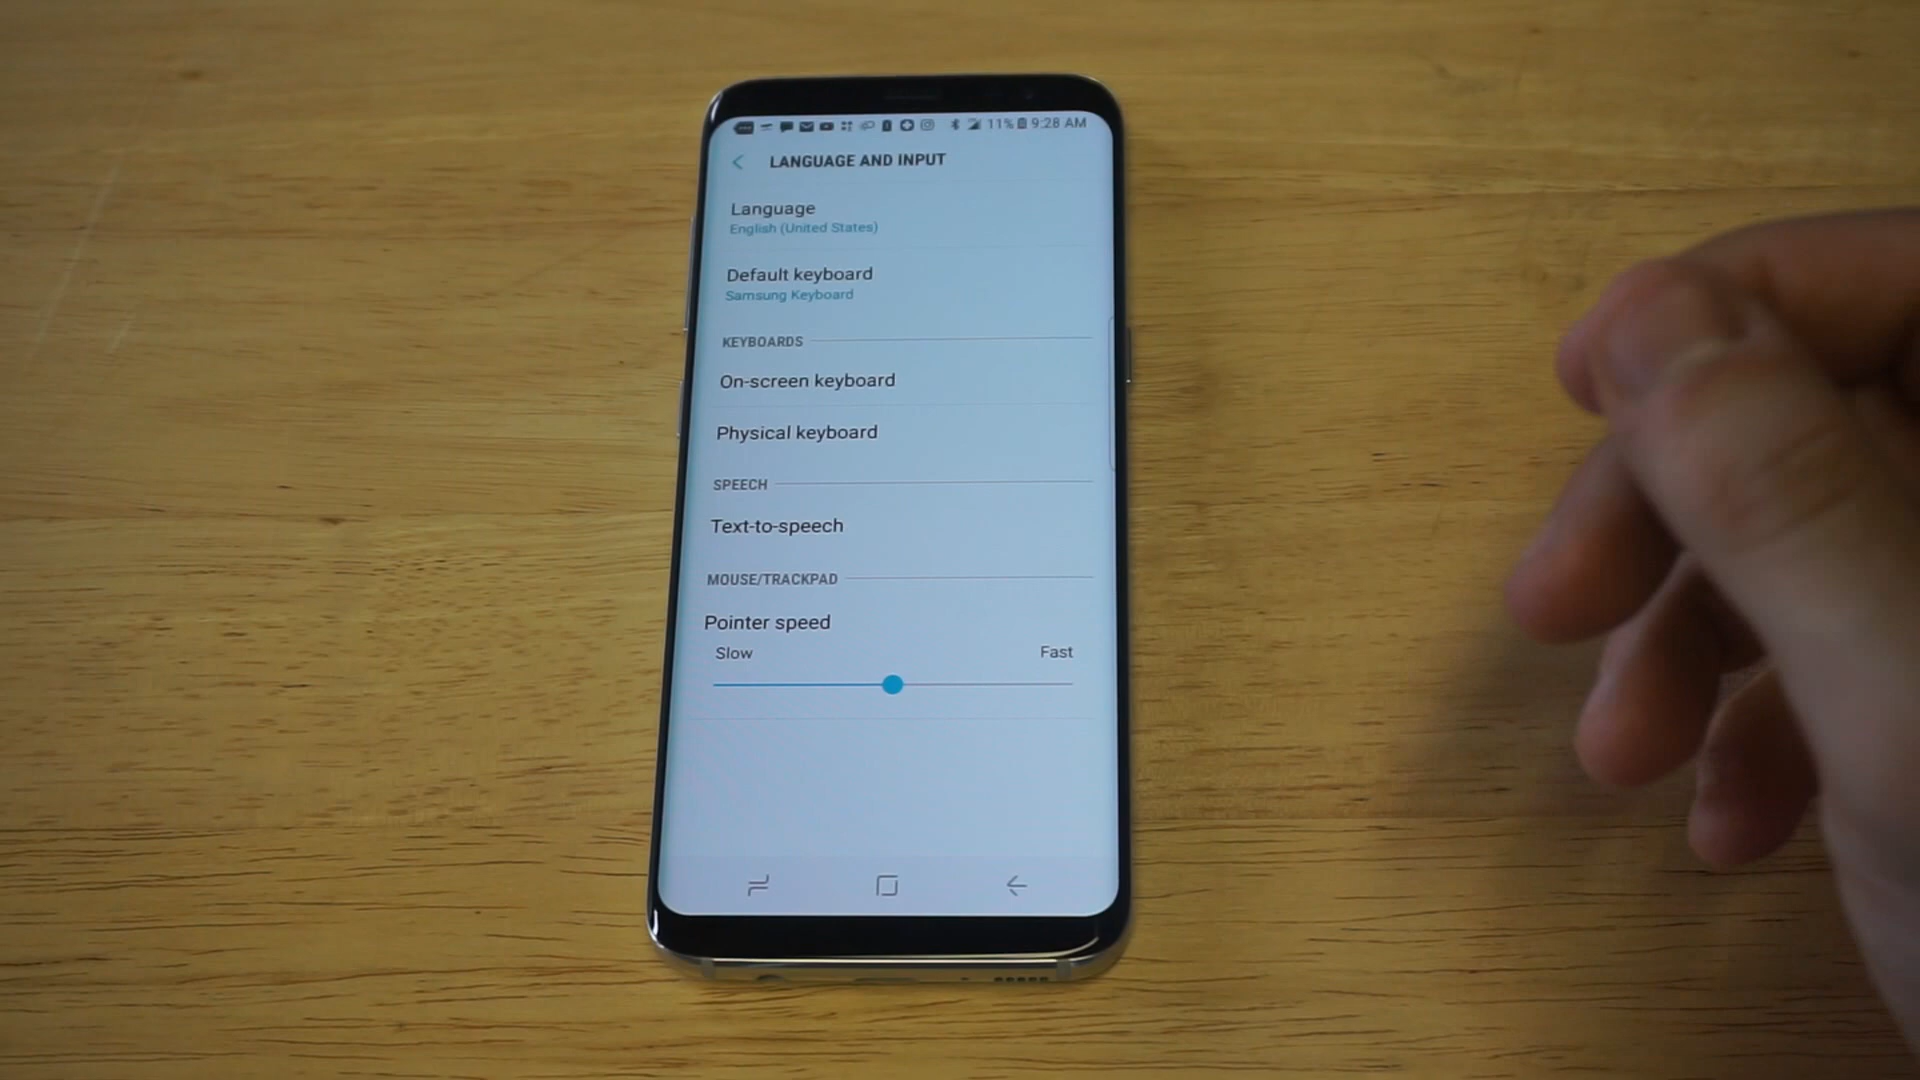 11% 9:28 AM
LANGUAGE AND INPUT
Language
English (United States)
Default keyboard
Samsung Keyboard
KEYBOARDS
On-screen keyboard
Physical keyboard
SPEECH
Text-to-speech
MOUSE/TRACKPAD
Pointer speed
Slow Fast